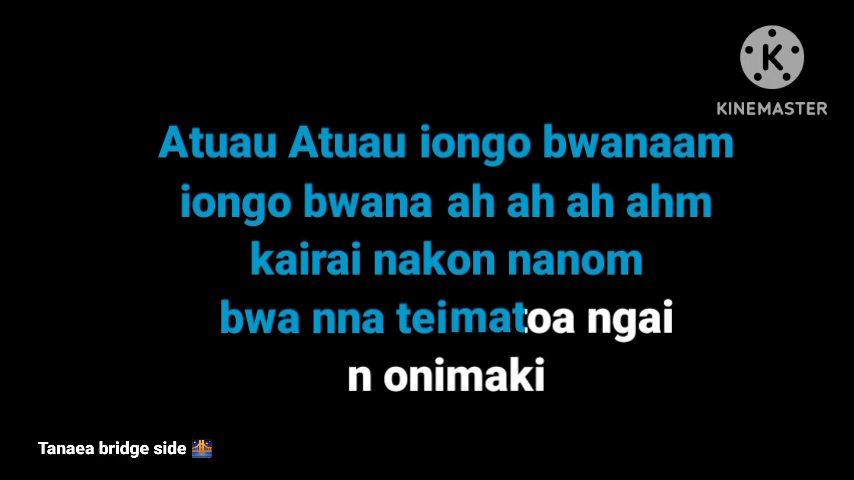 KINEMASTER
Atuau Atuau iongo bwanaam
iongo bwana ah ah ah ahm
kairai nakon nanom
bwa nna teimatoa ngai
n onimaki
Tanaea bridge side 🌉